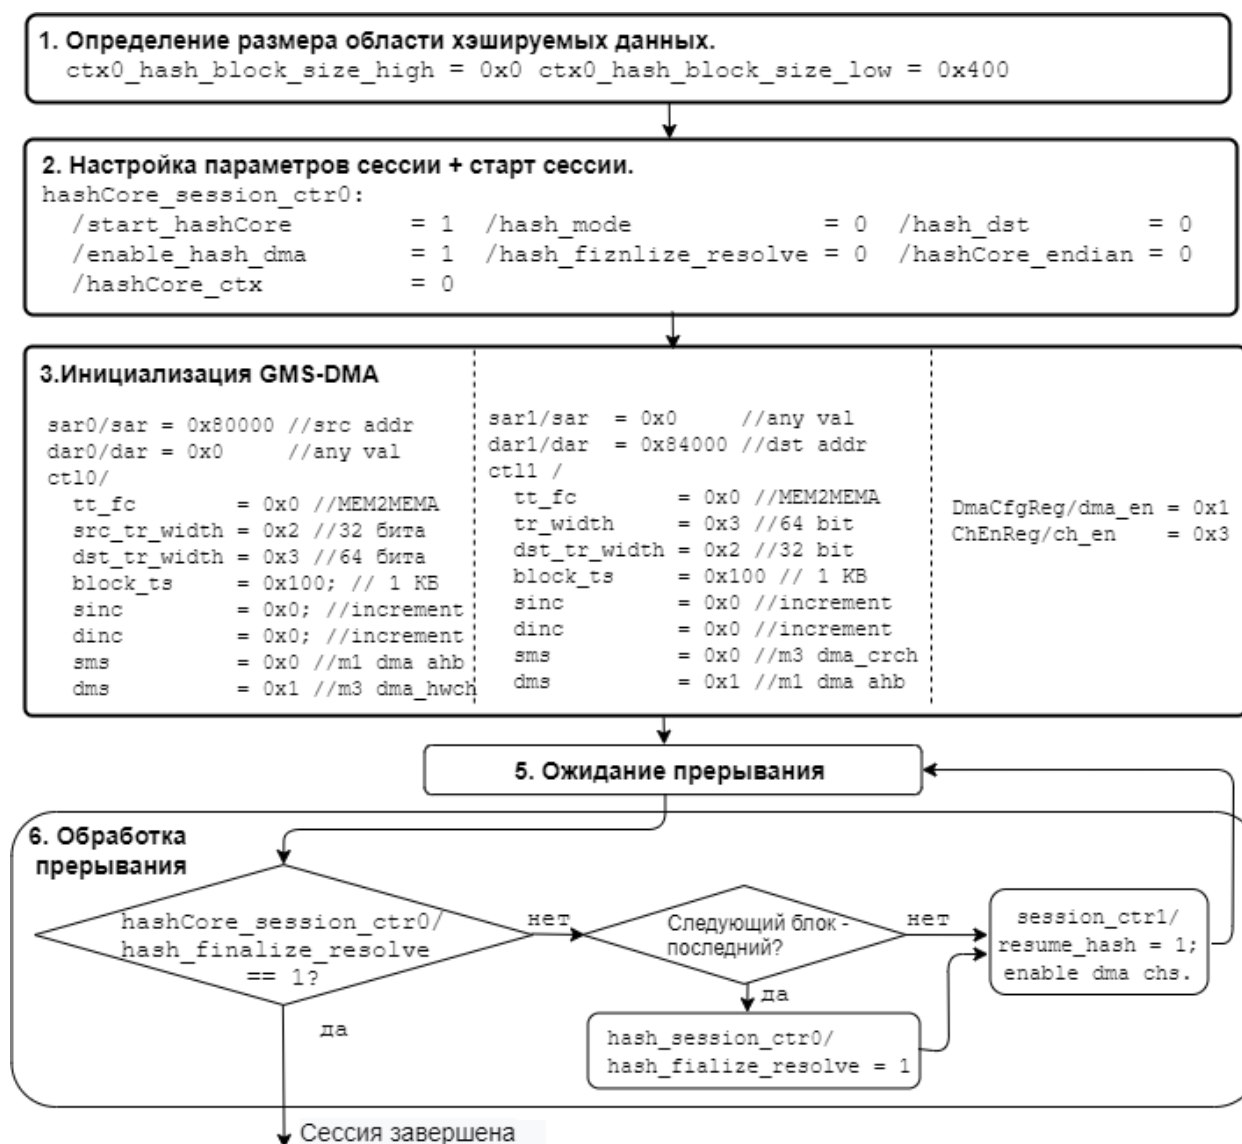 1. Определение размера области хэшируемых данных.
ctx0_hash_block_size_high = 0x0 ctx0_hash_block_size_low = 0x400
2. Настройка параметров сессии + старт сессии.
hashCore_session_ctr0:
/start_hashCore = 1 /hash_mode = 0 /hash_dst = 0
/enable_hash_dma = 1 /hash_fiznlize_resolve = 0 /hashCore_endian = 0
/hashCore_ctx = 0
3.Инициализация GMS-DMA
sar0/sar = 0x80000 //src addr
dar0/dar = 0x0 //any val
ctl0/
tt_fc = 0x0 //MEM2MEMA
src_tr_width = 0x2 //32 бита
dst_tr_width = 0x3 //64 бита
block_ts = 0x100; // 1 KB
sinc = 0x0; //increment
dinc = 0x0; //increment
sms = 0x0 //m1 dma ahb
dms = 0x1 //m3 dma_hwch
sar1/sar = 0x0 //any val
dar1/dar = 0x84000 //dst addr
ctl1 /
tt_fc = 0x0 //MEM2MEMA
tr_width = 0x3 //64 bit
dst_tr_width = 0x2 //32 bit
block_ts = 0x100 // 1 KB
sinc = 0x0 //increment
dinc = 0x0 //increment
sms = 0x0 //m3 dma_crch
dms = 0x1 //m1 dma ahb
DmaCfgReg/dma_en = 0x1
ChEnReg/ch_en = 0x3
5. Ожидание прерывания
6. Обработка
прерывания
hashCore_session_ctr0/
hash_finalize_resolve
== 1?
нет
Следующий блок -
последний?
нет
session_ctr1/
resume_hash = 1;
enable dma chs.
да
да
hash_session_ctr0/
hash_fialize_resolve = 1
Сессия завершена